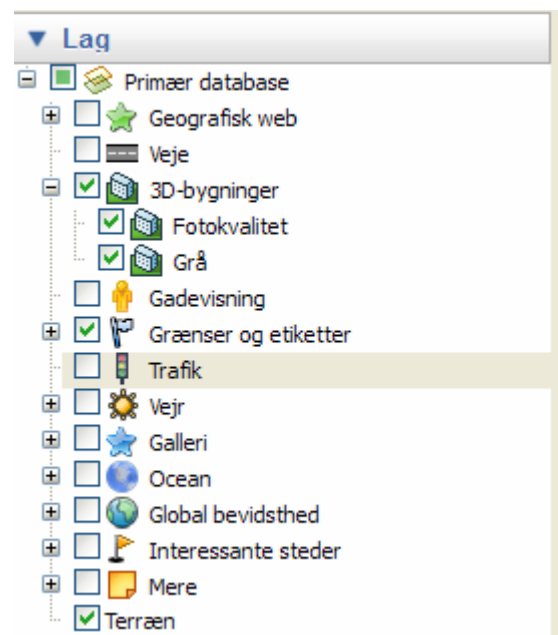 Lag
Primær database
Geografisk web
Veje
3D-bygninger
Fotokvalitet
Grå
Gadevisning
Grænser og etiketter
Trafik
Vejr
Galleri
Ocean
Global bevidsthed
Interessante steder
Mere
Terræn